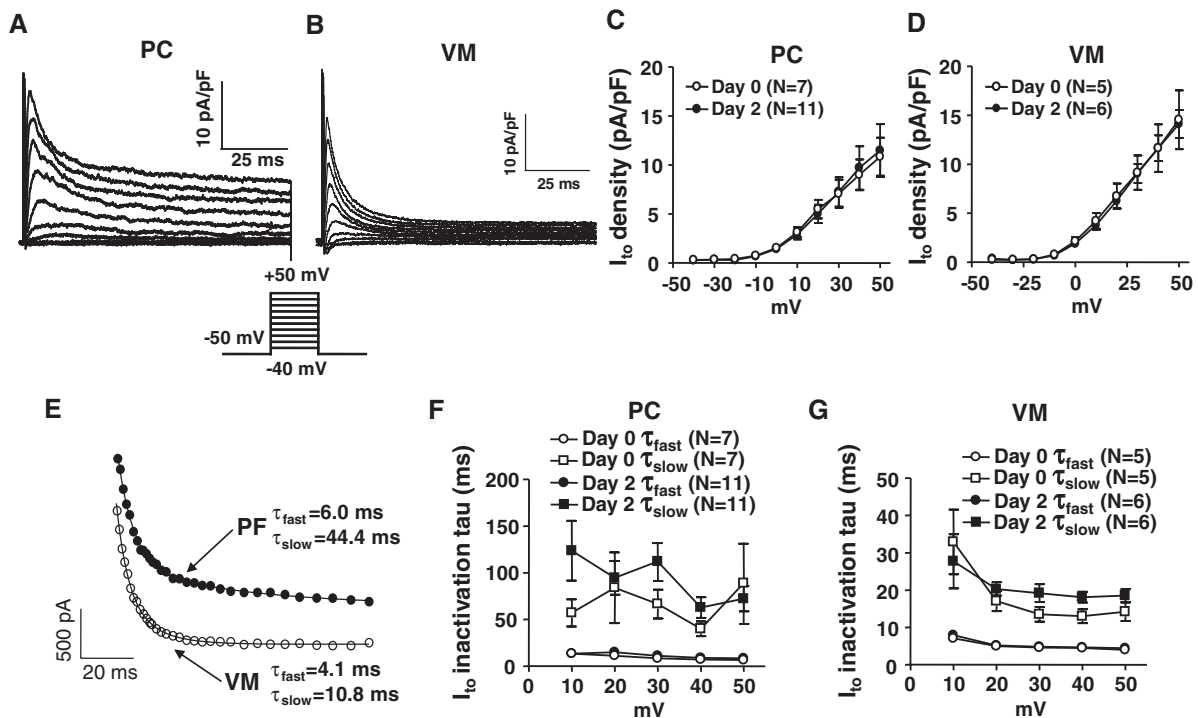 A
PC
10 pA/pF
25 ms
B
VM
10 pA/pF
25 ms
+50 mV
-50 mV
-40 mV
C
PC
Day 0 (N=7)
Day 2 (N=11)
I_to density (pA/pF)
20
15
10
5
0
-50 -30 -10 10 30 50
mV
D
VM
Day 0 (N=5)
Day 2 (N=6)
I_to density (pA/pF)
20
15
10
5
0
-50 -25 0 25 50
mV
E
PF
τfast=6.0 ms
τslow=44.4 ms
500 pA
20 ms
VM
τfast=4.1 ms
τslow=10.8 ms
F
PC
Day 0 τfast (N=7)
Day 0 τslow (N=7)
Day 2 τfast (N=11)
Day 2 τslow (N=11)
I_to inactivation tau (ms)
200
150
100
50
0
0 10 20 30 40 50
mV
G
VM
Day 0 τfast (N=5)
Day 0 τslow (N=5)
Day 2 τfast (N=6)
Day 2 τslow (N=6)
I_to inactivation tau (ms)
50
40
30
20
10
0
0 10 20 30 40 50
mV